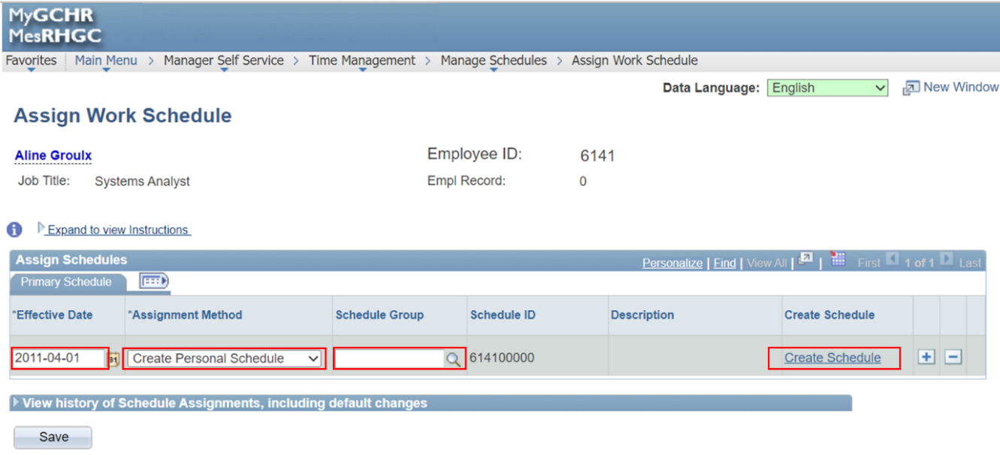 MyGCHR
MesRHGC
Favorites Main Menu > Manager Self Service > Time Management > Manage Schedules > Assign Work Schedule
Data Language: English New Window
Assign Work Schedule
Aline Groulx Employee ID: 6141
Job Title: Systems Analyst Empl Record: 0
i Expand to view Instructions
Assign Schedules Personalize | Find | View All | | First 1 of 1 Last
Primary Schedule
*Effective Date *Assignment Method Schedule Group Schedule ID Description Create Schedule
2011-04-01 31 Create Personal Schedule 614100000 Create Schedule + −
View history of Schedule Assignments, including default changes
Save